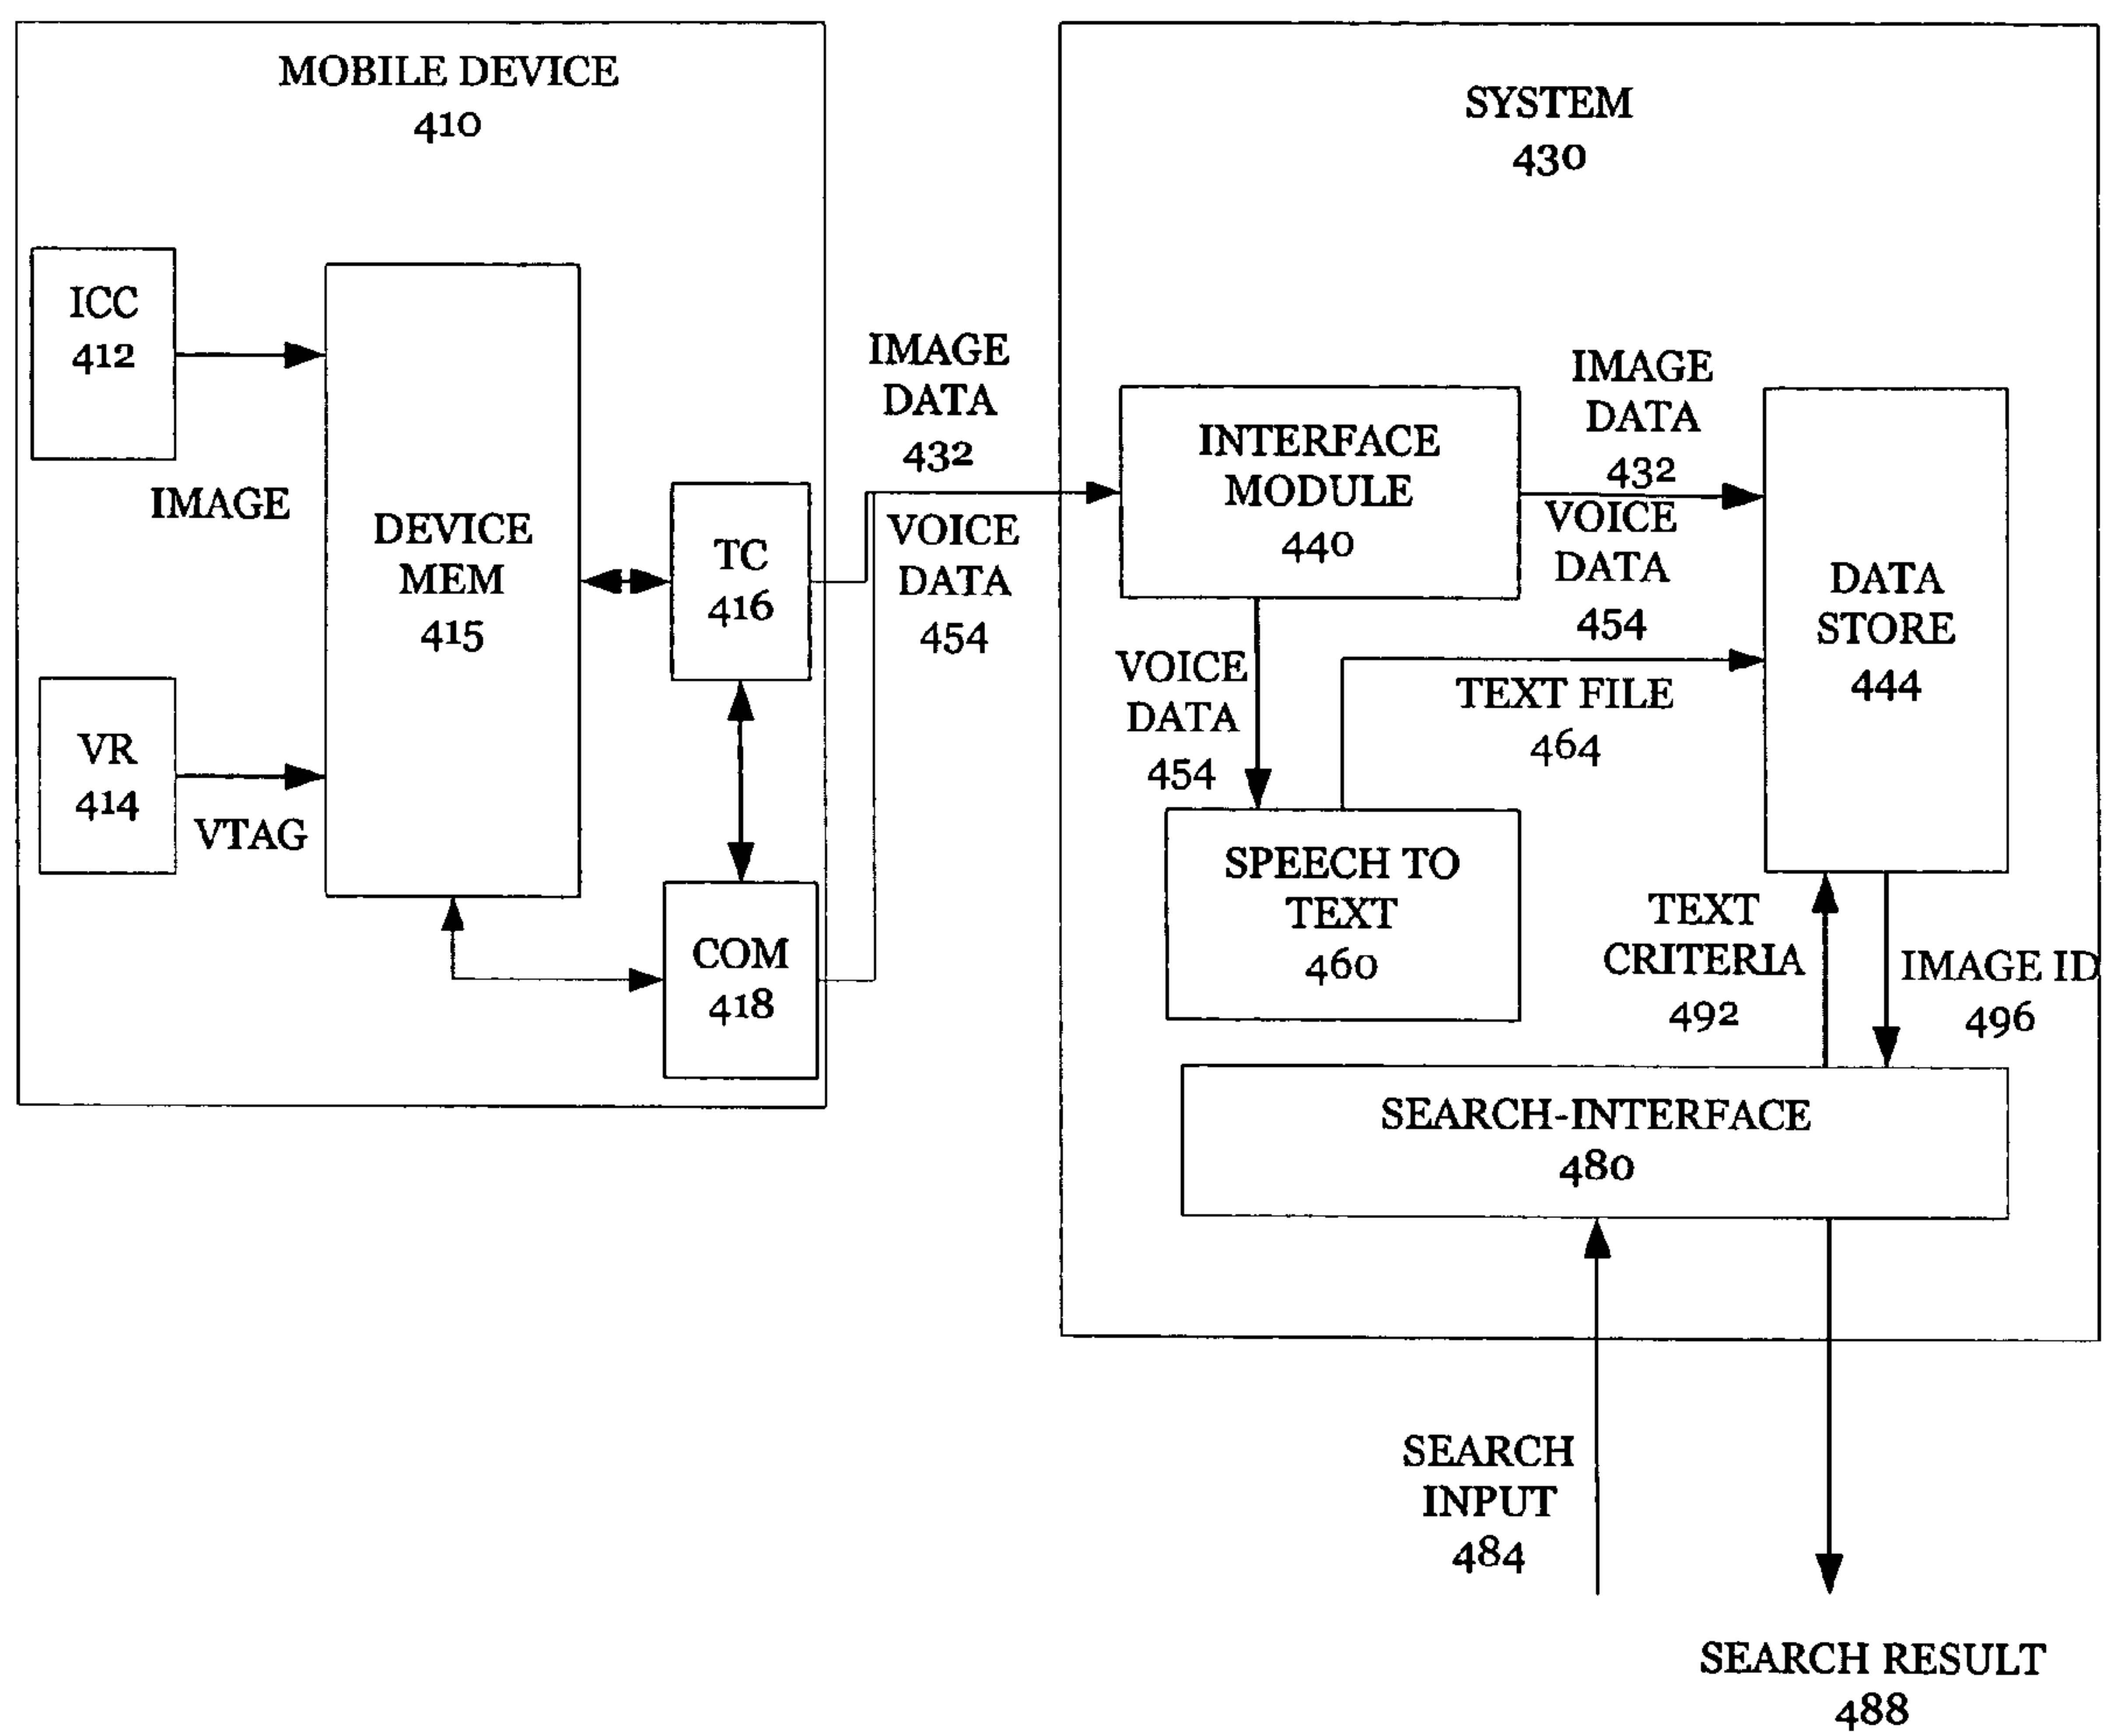 MOBILE DEVICE
410
ICC
412
IMAGE
DEVICE
MEM
415
VR
414
VTAG
TC
416
COM
418
IMAGE
DATA
432
VOICE
DATA
454
SYSTEM
430
INTERFACE
MODULE
440
IMAGE
DATA
432
VOICE
DATA
454
DATA
STORE
444
VOICE
DATA
454
TEXT FILE
464
SPEECH TO
TEXT
460
TEXT
CRITERIA
492
IMAGE ID
496
SEARCH-INTERFACE
480
SEARCH
INPUT
484
SEARCH RESULT
488